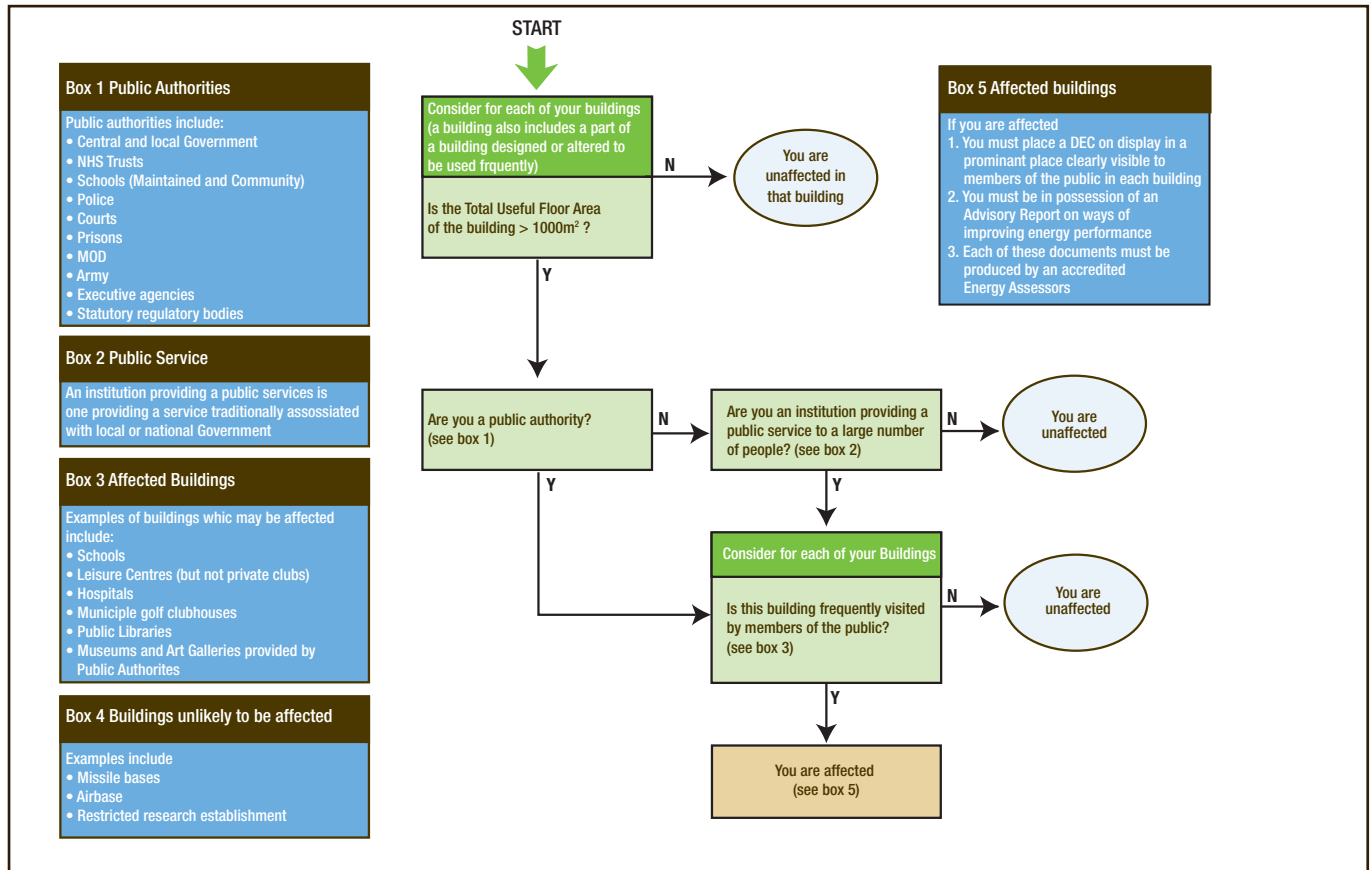 START
Box 1 Public Authorities
Public authorities include:
• Central and local Government
• NHS Trusts
• Schools (Maintained and Community)
• Police
• Courts
• Prisons
• MOD
• Army
• Executive agencies
• Statutory regulatory bodies
Box 2 Public Service
An institution providing a public services is
one providing a service traditionally assossiated
with local or national Government
Box 3 Affected Buildings
Examples of buildings whic may be affected
include:
• Schools
• Leisure Centres (but not private clubs)
• Hospitals
• Municiple golf clubhouses
• Public Libraries
• Museums and Art Galleries provided by
Public Authorites
Box 4 Buildings unlikely to be affected
Examples include
• Missile bases
• Airbase
• Restricted research establishment
Consider for each of your buildings
(a building also includes a part of
a building designed or altered to
be used frquently)
Is the Total Useful Floor Area
of the building > 1000m² ?
N
You are
unaffected in
that building
Y
Are you a public authority?
(see box 1)
N
Are you an institution providing a
public service to a large number
of people? (see box 2)
N
You are
unaffected
Y
Y
Consider for each of your Buildings
Is this building frequently visited
by members of the public?
(see box 3)
N
You are
unaffected
Y
You are affected
(see box 5)
Box 5 Affected buildings
If you are affected
1. You must place a DEC on display in a
prominant place clearly visible to
members of the public in each building
2. You must be in possession of an
Advisory Report on ways of
improving energy performance
3. Each of these documents must be
produced by an accredited
Energy Assessors